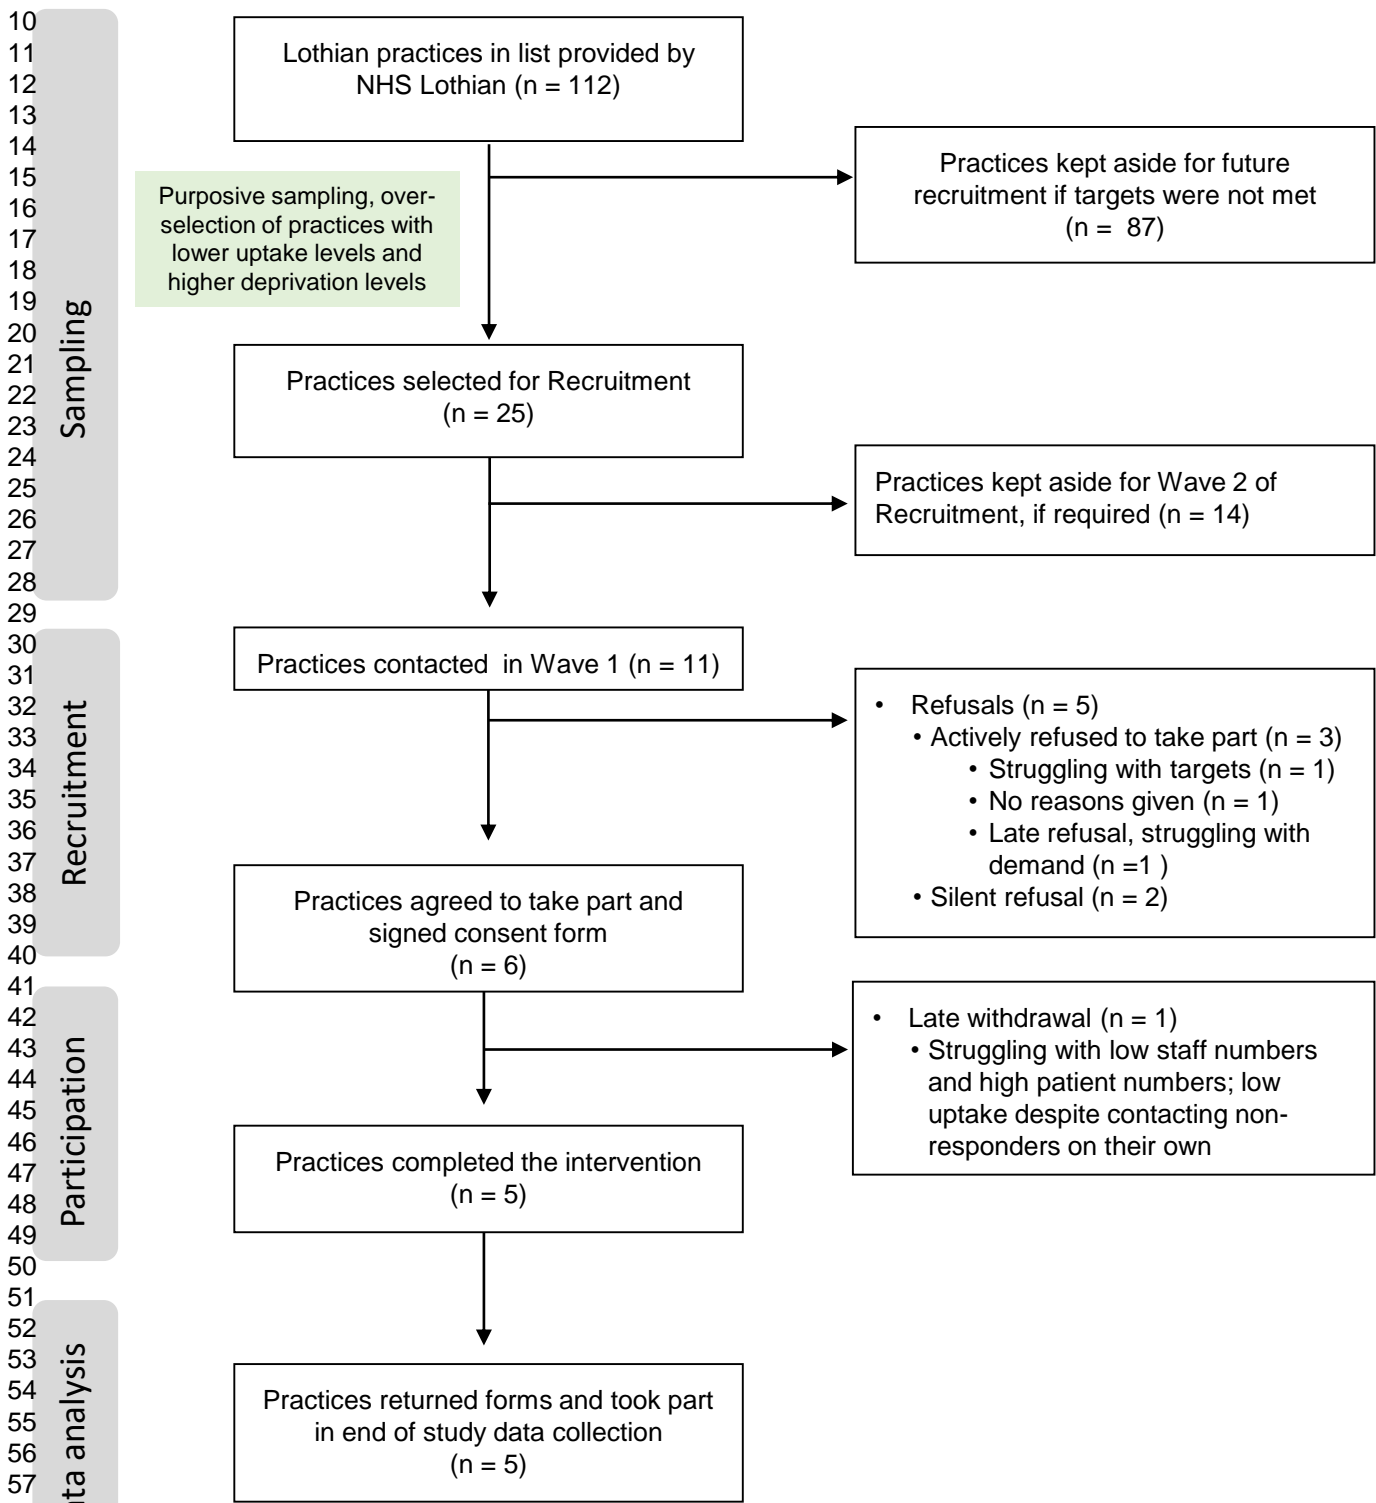 10
11
12
13
14
15
16
17
18
19
20
21
22
23
24
25
26
27
28
29
30
31
32
33
34
35
36
37
38
39
40
41
42
43
44
45
46
47
48
49
50
51
52
53
54
55
56
57
Sampling
Lothian practices in list provided by
NHS Lothian (n = 112)
Practices kept aside for future
recruitment if targets were not met
(n = 87)
Purposive sampling, over-
selection of practices with
lower uptake levels and
higher deprivation levels
Practices selected for Recruitment
(n = 25)
Practices kept aside for Wave 2 of
Recruitment, if required (n = 14)
Recruitment
Practices contacted in Wave 1 (n = 11)
• Refusals (n = 5)
• Actively refused to take part (n = 3)
• Struggling with targets (n = 1)
• No reasons given (n = 1)
• Late refusal, struggling with
demand (n =1 )
• Silent refusal (n = 2)
Practices agreed to take part and
signed consent form
(n = 6)
Participation
• Late withdrawal (n = 1)
• Struggling with low staff numbers
and high patient numbers; low
uptake despite contacting non-
responders on their own
Practices completed the intervention
(n = 5)
ta analysis
Practices returned forms and took part
in end of study data collection
(n = 5)